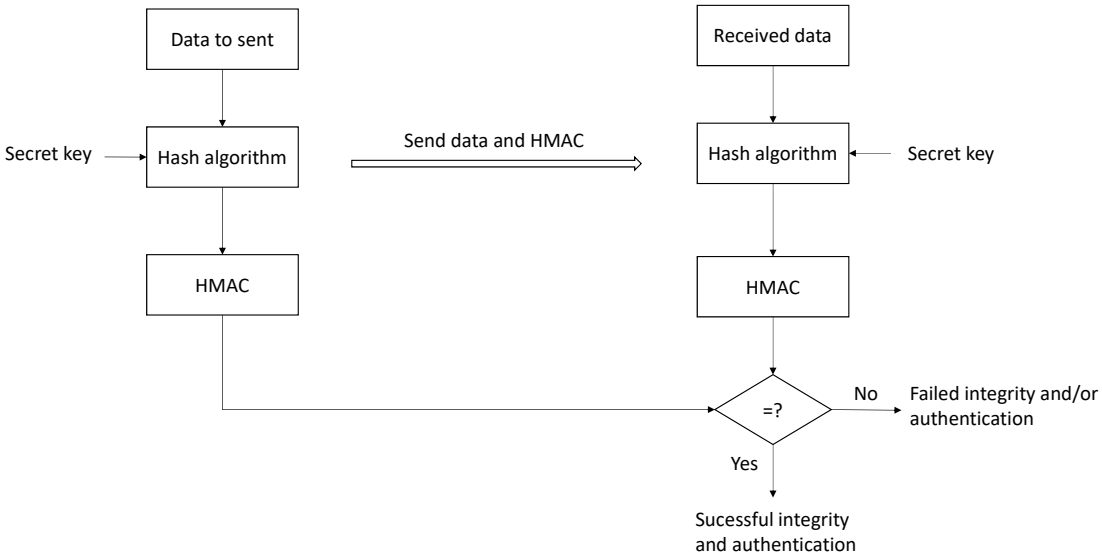 Data to sent
Received data
Secret key
Hash algorithm
Send data and HMAC
Hash algorithm
Secret key
HMAC
HMAC
=?
No
Failed integrity and/or
authentication
Yes
Sucessful integrity
and authentication